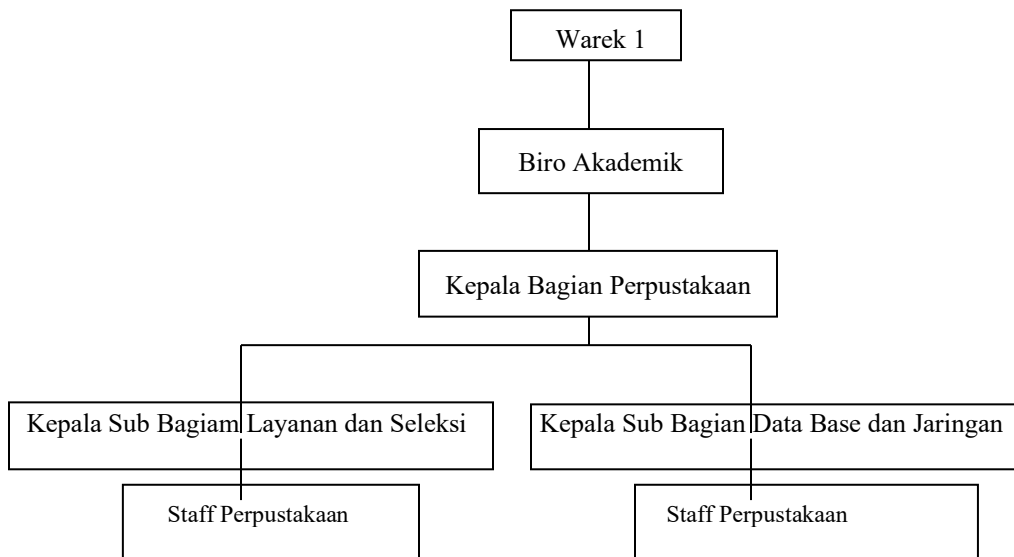 Warek 1
Biro Akademik
Kepala Bagian Perpustakaan
Kepala Sub Bagiam Layanan dan Seleksi
Kepala Sub Bagian Data Base dan Jaringan
Staff Perpustakaan
Staff Perpustakaan